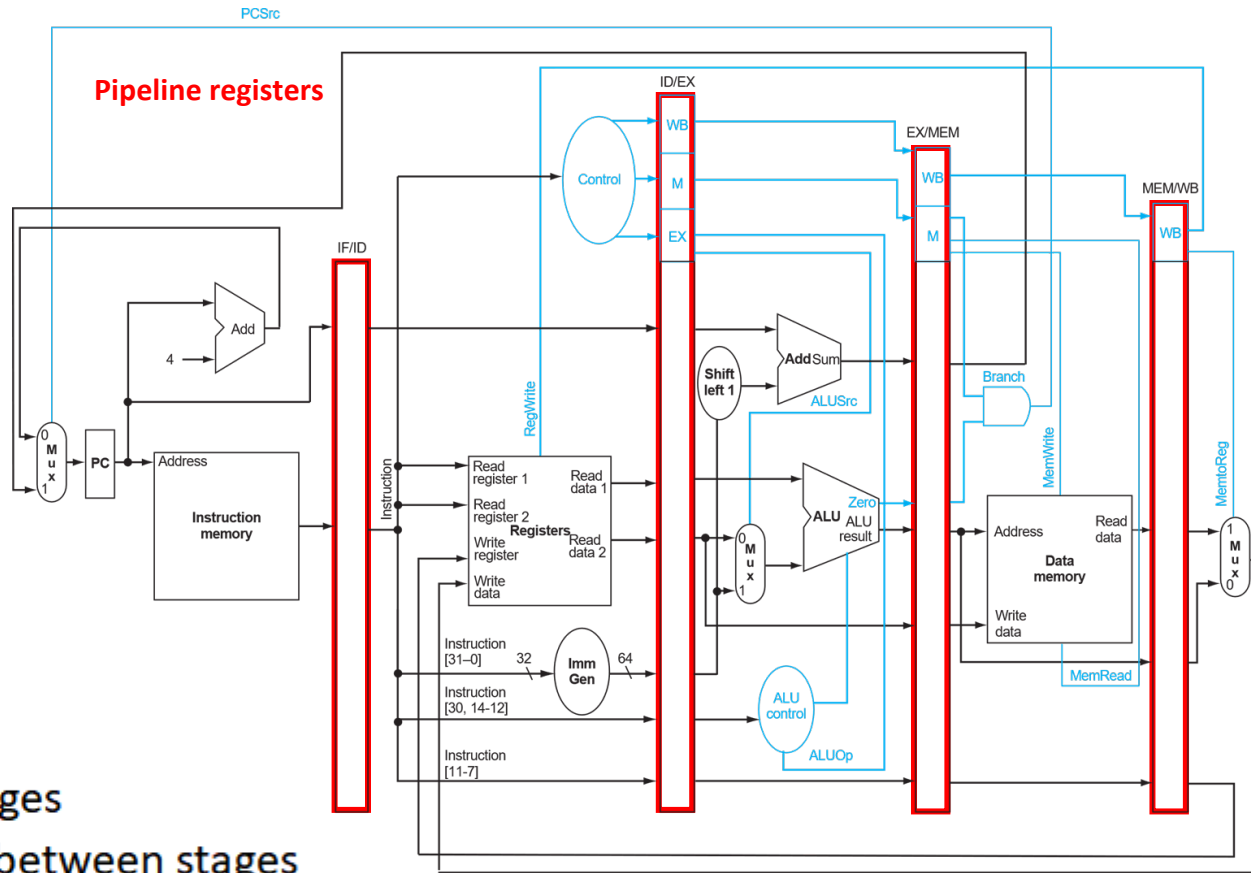 PCSrc
Pipeline registers
ID/EX
WB
EX/MEM
Control
M
WB
MEM/WB
EX
M
WB
IF/ID
Add
4
Add Sum
Shift
left 1
Branch
ALUSrc
RegWrite
MemWrite
MemtoReg
0
M
u
x
1
PC
Address
Instruction
memory
Instruction
Read
register 1
Read
register 2
Write
register
Write
data
Registers
Read
data 1
Read
data 2
0
M
u
x
1
Zero
ALU
ALU
result
Address
Read
data
Data
memory
Write
data
MemRead
1
M
u
x
0
Instruction
[31–0]
32
Imm
Gen
64
Instruction
[30, 14-12]
ALU
control
ALUOp
Instruction
[11-7]
ges
between stages